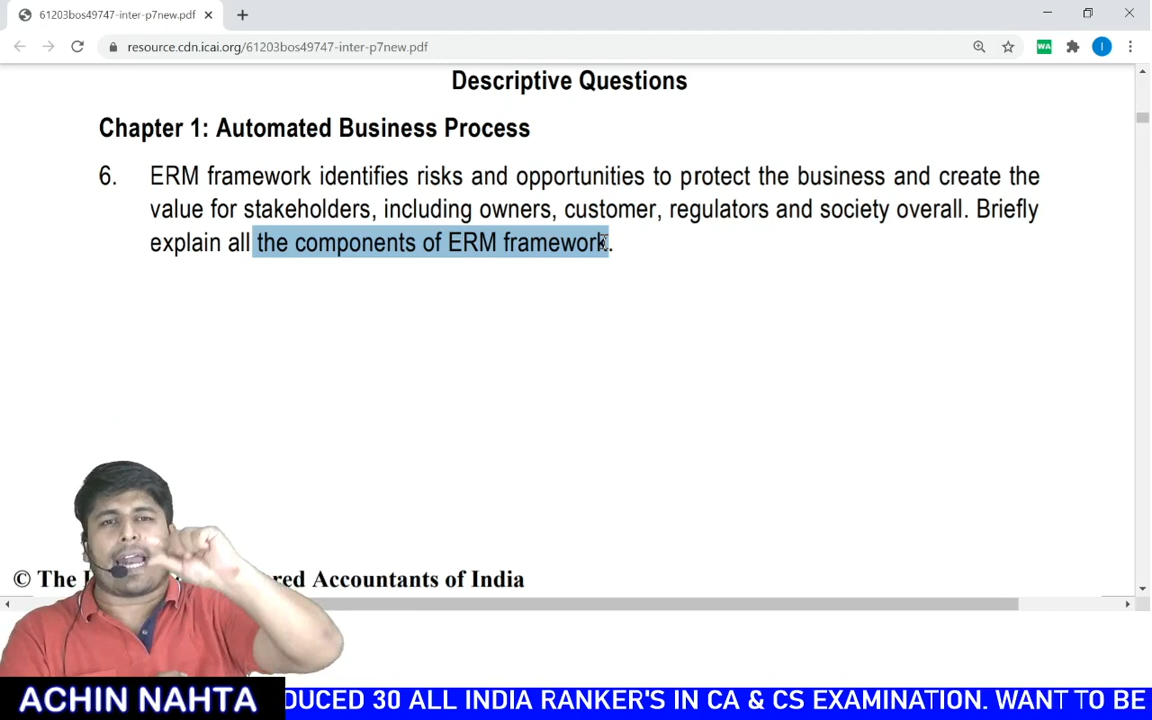 61203bos49747-inter-p7new.pdf
resource.cdn.icai.org/61203bos49747-inter-p7new.pdf
WA
I
Descriptive Questions
Chapter 1: Automated Business Process
6. ERM framework identifies risks and opportunities to protect the business and create the
value for stakeholders, including owners, customer, regulators and society overall. Briefly
explain all the components of ERM framework.
© The I red Accountants of India
ACHIN NAHTA
DUCED 30 ALL INDIA RANKER'S IN CA & CS EXAMINATION. WANT TO BE